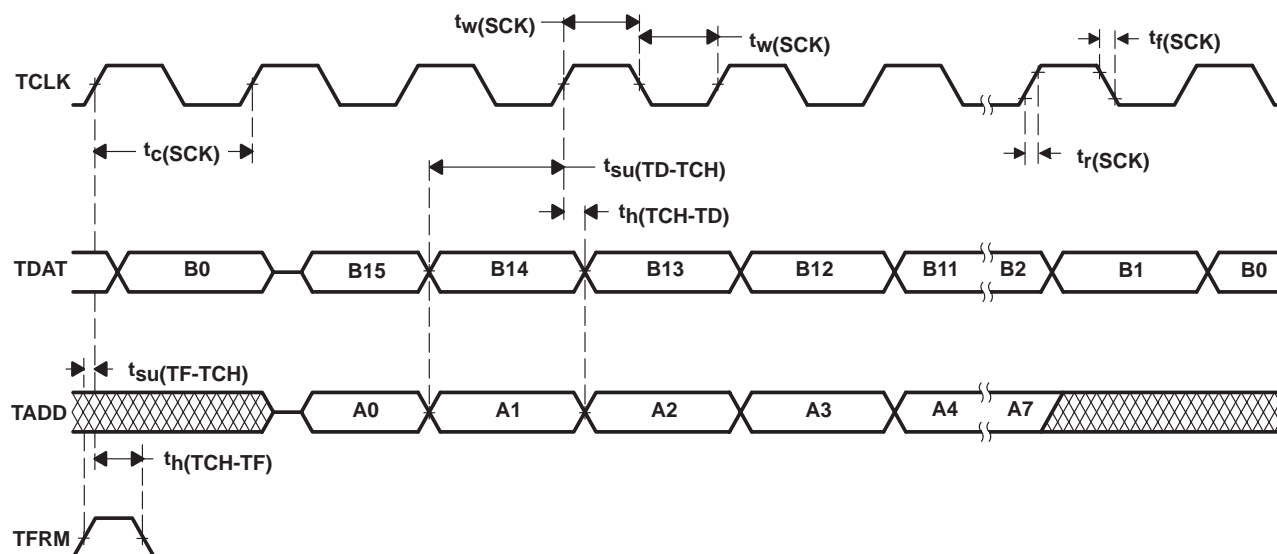 tw(SCK)
tw(SCK)
tf(SCK)
TCLK
tc(SCK)
tsu(TD-TCH)
tr(SCK)
th(TCH-TD)
TDAT B0 B15 B14 B13 B12 B11 B2 B1 B0
tsu(TF-TCH)
TADD A0 A1 A2 A3 A4 A7
th(TCH-TF)
TFRM